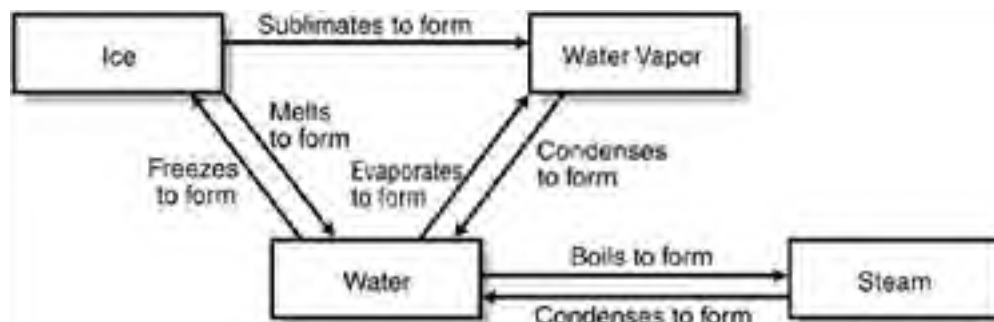 Sublimates to form
Ice
Water Vapor
Melts
to form
Freezes
to form
Evaporates
to form
Condenses
to form
Boils to form
Water
Steam
Condenses to form